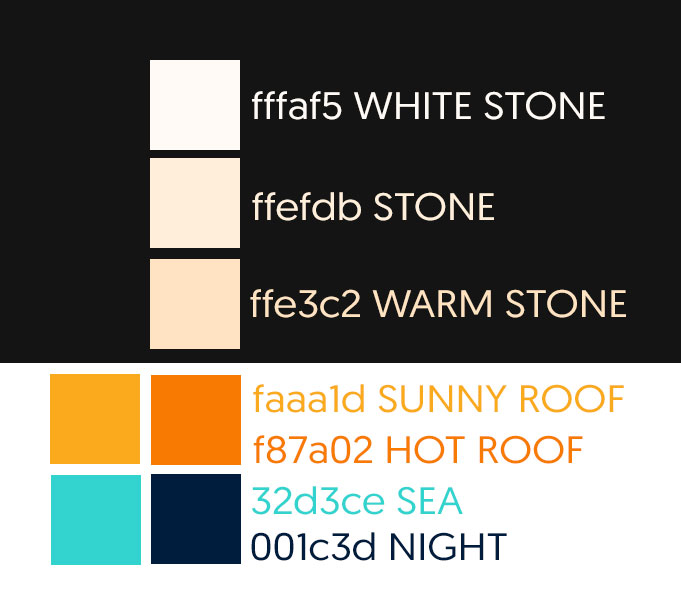 fffaf5 WHITE STONE
ffefdb STONE
ffe3c2 WARM STONE
faaa1d SUNNY ROOF
f87a02 HOT ROOF
32d3ce SEA
001c3d NIGHT